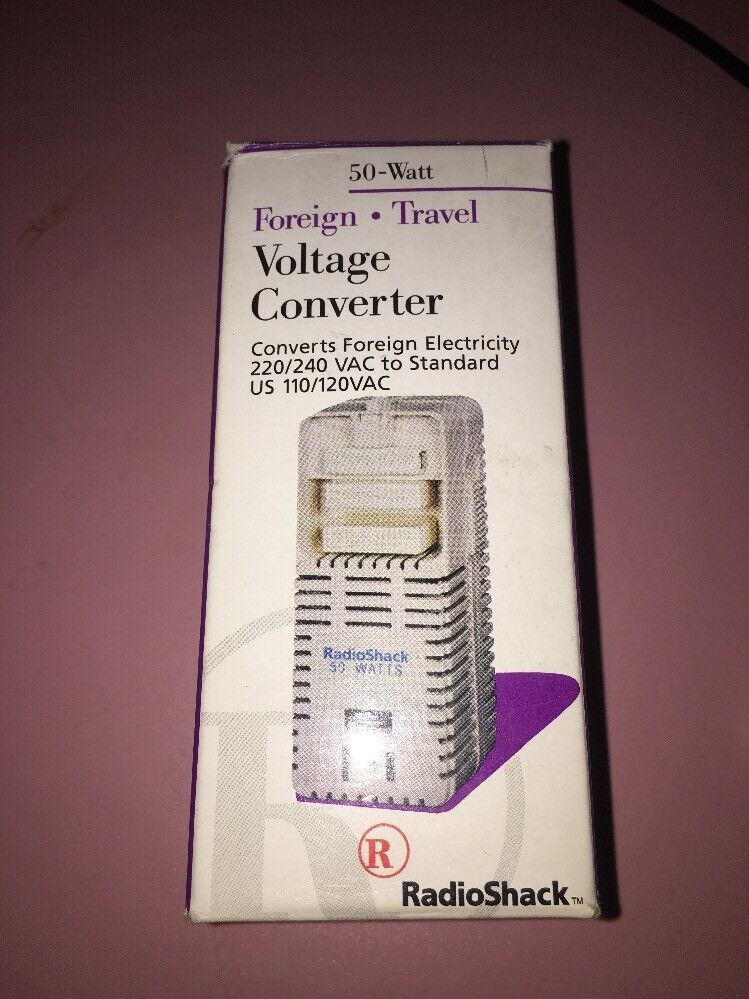 50-Watt
Foreign • Travel
Voltage
Converter
Converts Foreign Electricity
220/240 VAC to Standard
US 110/120VAC
RadioShack
50 WATTS
R
R
RadioShack™